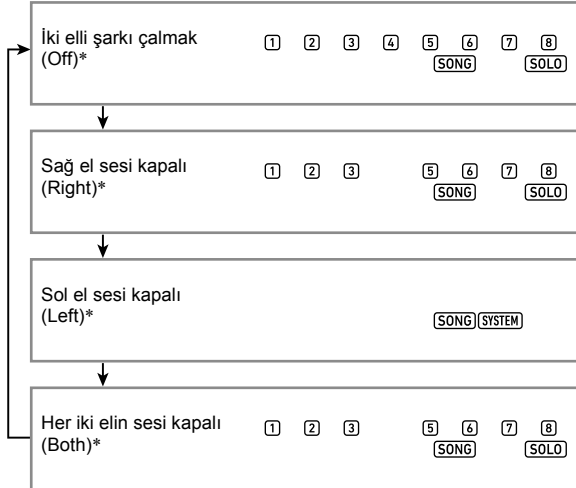 İki elli şarkı çalmak 1 2 3 4 5 6 7 8
(Off)* SONG SOLO
Sağ el sesi kapalı 1 2 3 5 6 7 8
(Right)* SONG SOLO
Sol el sesi kapalı
(Left)* SONG SYSTEM
Her iki elin sesi kapalı 1 2 3 5 6 7 8
(Both)* SONG SOLO